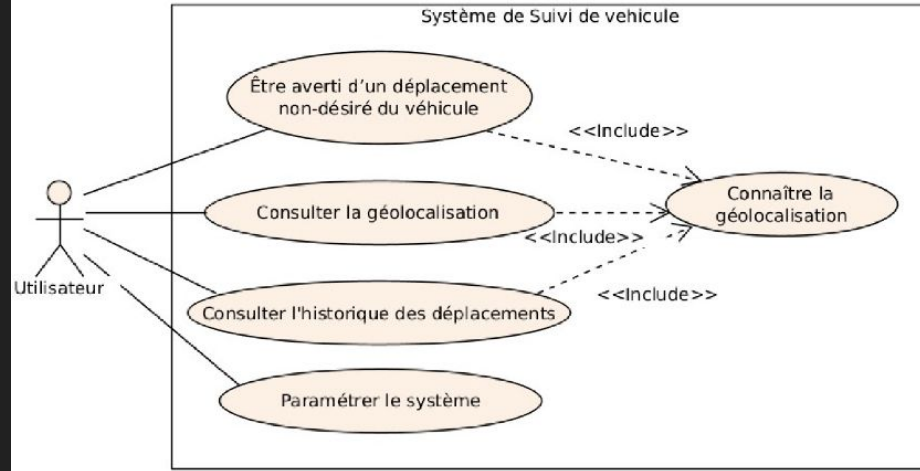 Système de Suivi de vehicule
Être averti d’un déplacement
non-désiré du véhicule
<<Include>>
Connaître la
géolocalisation
Consulter la géolocalisation
<<Include>>
Utilisateur
<<Include>>
Consulter l'historique des déplacements
Paramétrer le système